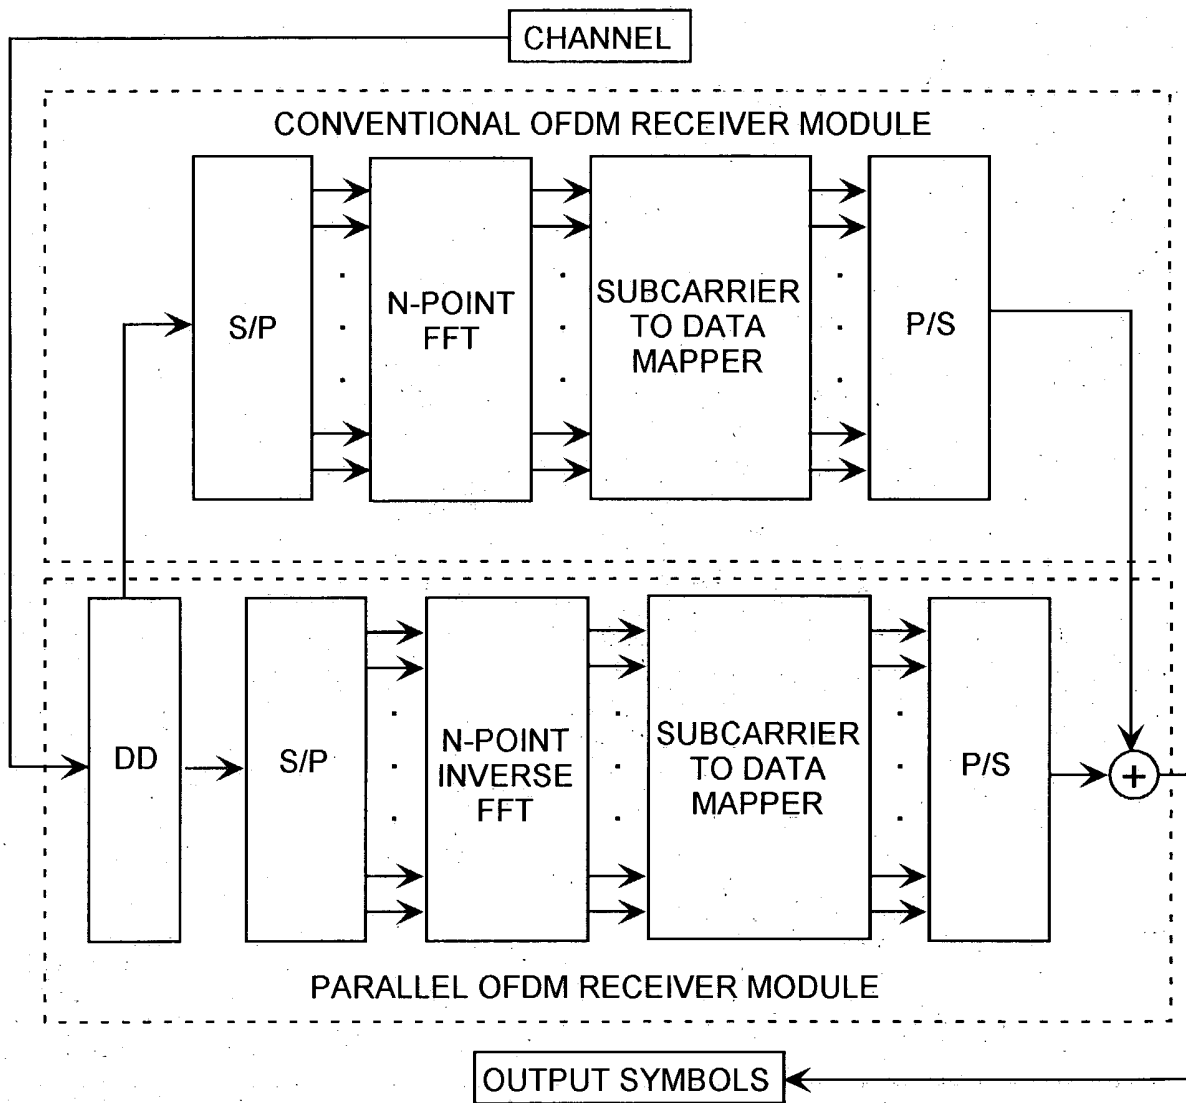 CHANNEL
CONVENTIONAL OFDM RECEIVER MODULE
S/P
N-POINT
FFT
SUBCARRIER
TO DATA
MAPPER
P/S
DD
S/P
N-POINT
INVERSE
FFT
SUBCARRIER
TO DATA
MAPPER
P/S
+
PARALLEL OFDM RECEIVER MODULE
OUTPUT SYMBOLS